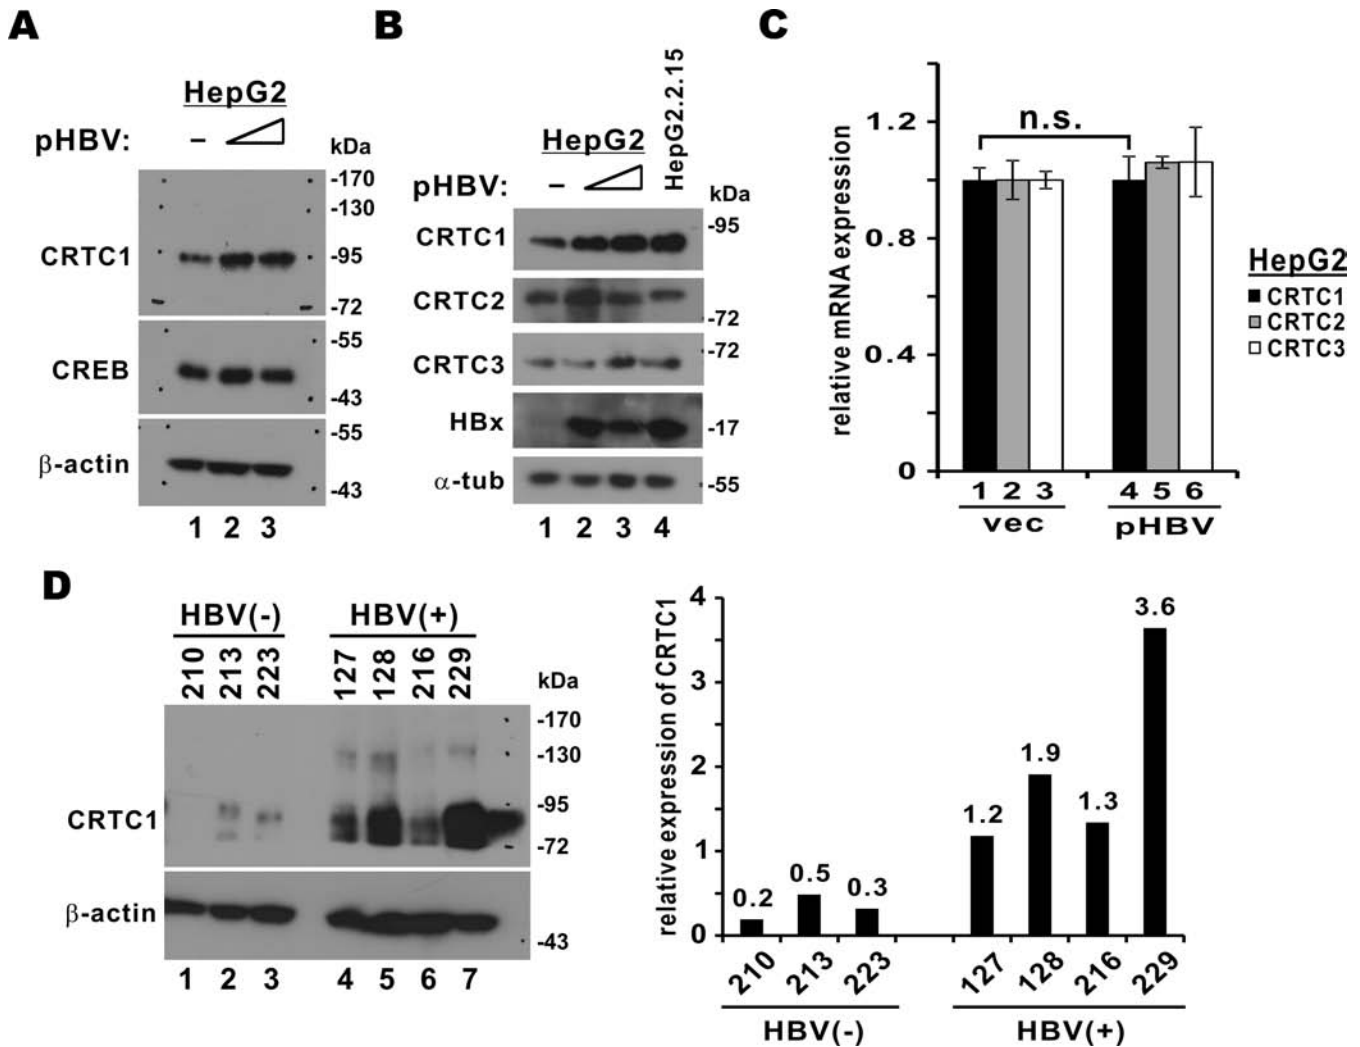 A
HepG2
pHBV: –
kDa
-170
-130
CRTC1
-95
-72
-55
CREB
-43
-55
β-actin
-43
1 2 3
B
HepG2
HepG2.2.15
pHBV: –
kDa
-95
CRTC1
CRTC2
-72
-72
CRTC3
HBx
-17
α-tub
-55
1 2 3 4
C
relative mRNA expression
1.2
0.8
0.4
0
n.s.
1 2 3 4 5 6
vec pHBV
HepG2
CRTC1
CRTC2
CRTC3
D
HBV(-) HBV(+)
210 213 223 127 128 216 229
kDa
-170
-130
-95
CRTC1
-72
β-actin
-43
1 2 3 4 5 6 7
relative expression of CRTC1
4
3
2
1
0
0.2 0.5 0.3 1.2 1.9 1.3 3.6
210 213 223 127 128 216 229
HBV(-) HBV(+)